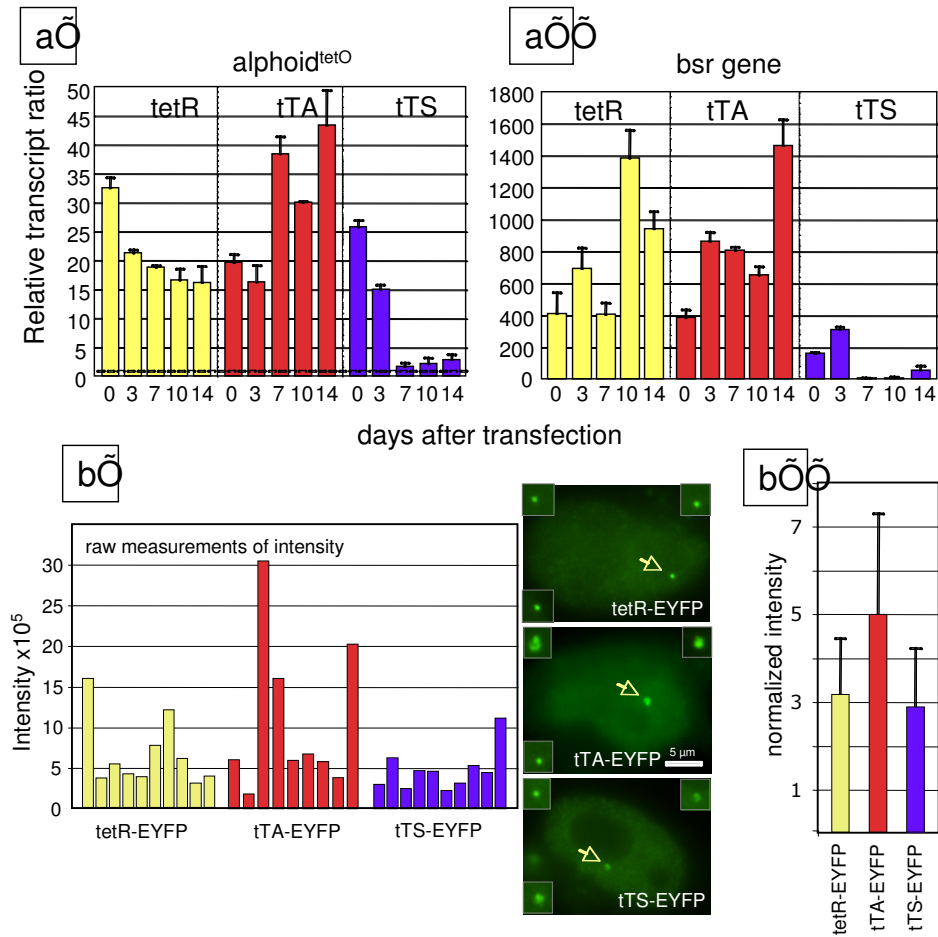 aÕ
alphoid^tetO
Relative transcript ratio
50
45
40
35
30
25
20
15
10
5
0
tetR
tTA
tTS
0 3 7 10 14 0 3 7 10 14 0 3 7 10 14
aÕÕ
bsr gene
1800
1600
1400
1200
1000
800
600
400
200
0
tetR
tTA
tTS
0 3 7 10 14 0 3 7 10 14 0 3 7 10 14
days after transfection
bÕ
raw measurements of intensity
Intensity x10^5
30
25
20
15
10
5
0
tetR-EYFP
tTA-EYFP
tTS-EYFP
tetR-EYFP
tTA-EYFP
5 µm
tTS-EYFP
bÕÕ
normalized intensity
7
5
3
1
tetR-EYFP
tTA-EYFP
tTS-EYFP